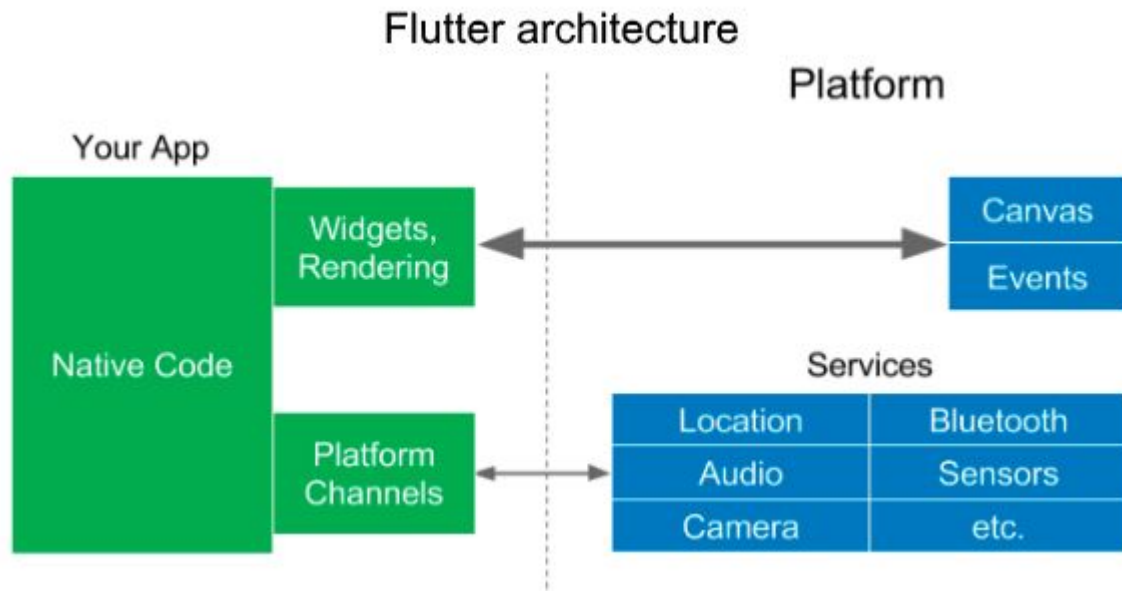 Flutter architecture
Platform
Your App
Widgets,
Rendering
Canvas
Events
Native Code
Services
Location
Bluetooth
Platform
Channels
Audio
Sensors
Camera
etc.